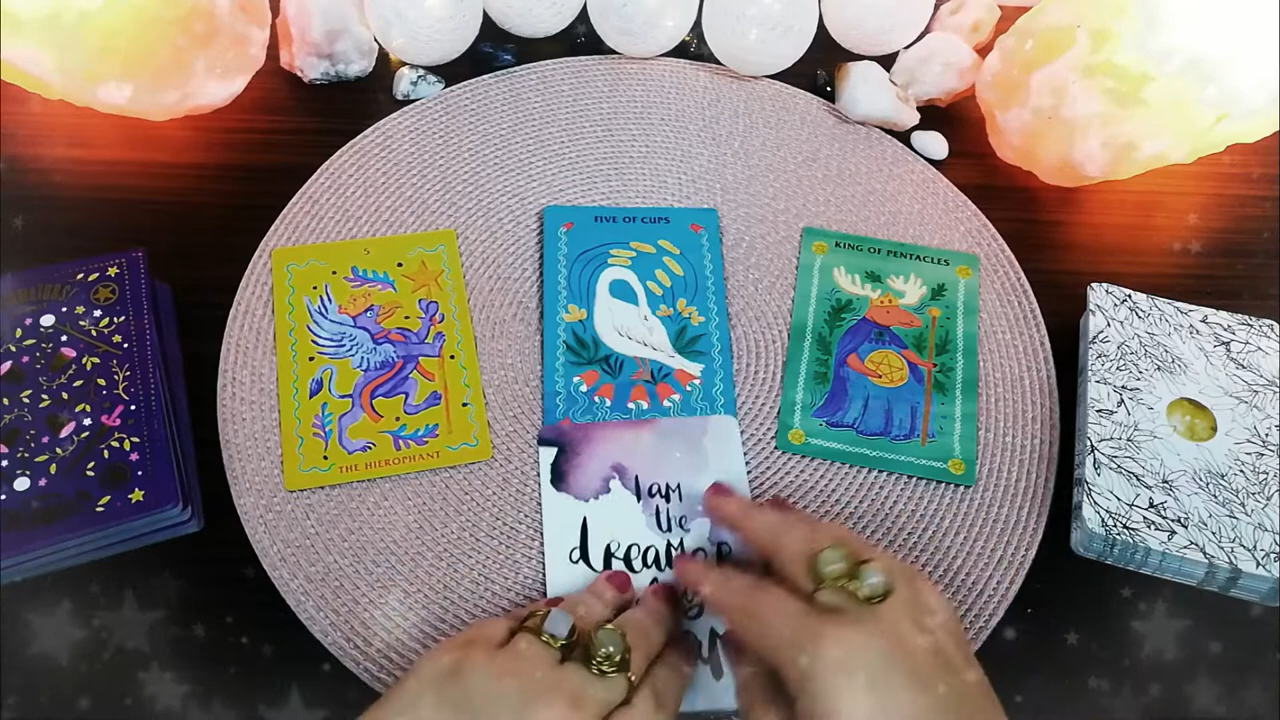 5
THE HIEROPHANT
FIVE OF CUPS
KING OF PENTACLES
I am
the
dreamer